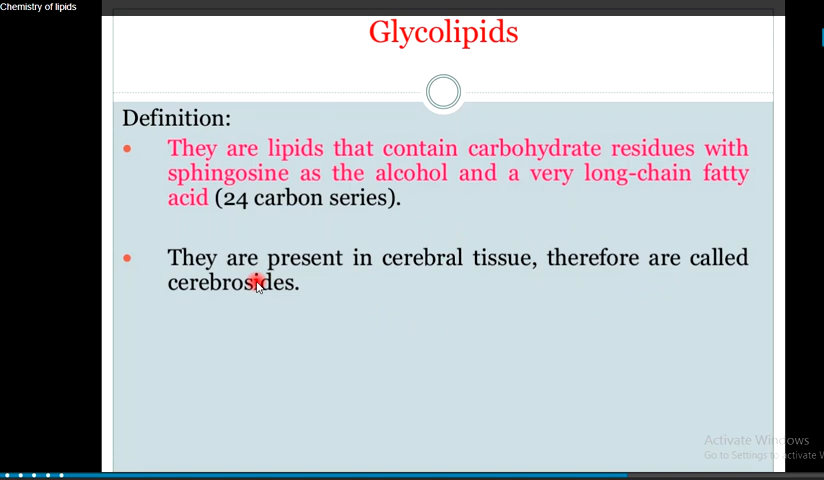 Chemistry of lipids
Glycolipids
Definition:
• They are lipids that contain carbohydrate residues with
sphingosine as the alcohol and a very long-chain fatty
acid (24 carbon series).
• They are present in cerebral tissue, therefore are called
cerebrosides.
Activate Windows
Go to Settings to activate W